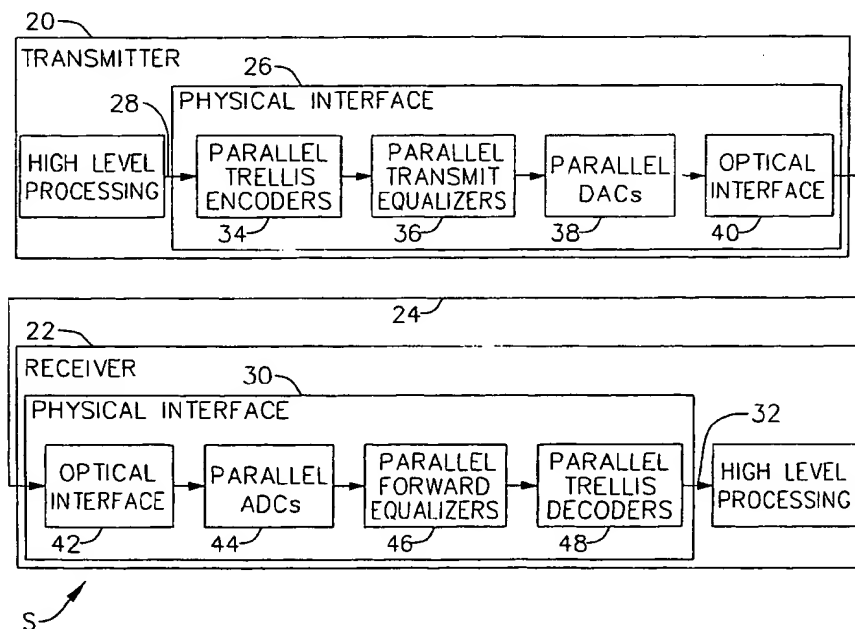 20
TRANSMITTER
26
PHYSICAL INTERFACE
28
HIGH LEVEL
PROCESSING
PARALLEL
TRELLIS
ENCODERS
34
PARALLEL
TRANSMIT
EQUALIZERS
36
PARALLEL
DACs
38
OPTICAL
INTERFACE
40
24
22
RECEIVER
30
PHYSICAL INTERFACE
32
OPTICAL
INTERFACE
42
PARALLEL
ADCs
44
PARALLEL
FORWARD
EQUALIZERS
46
PARALLEL
TRELLIS
DECODERS
48
HIGH LEVEL
PROCESSING
S